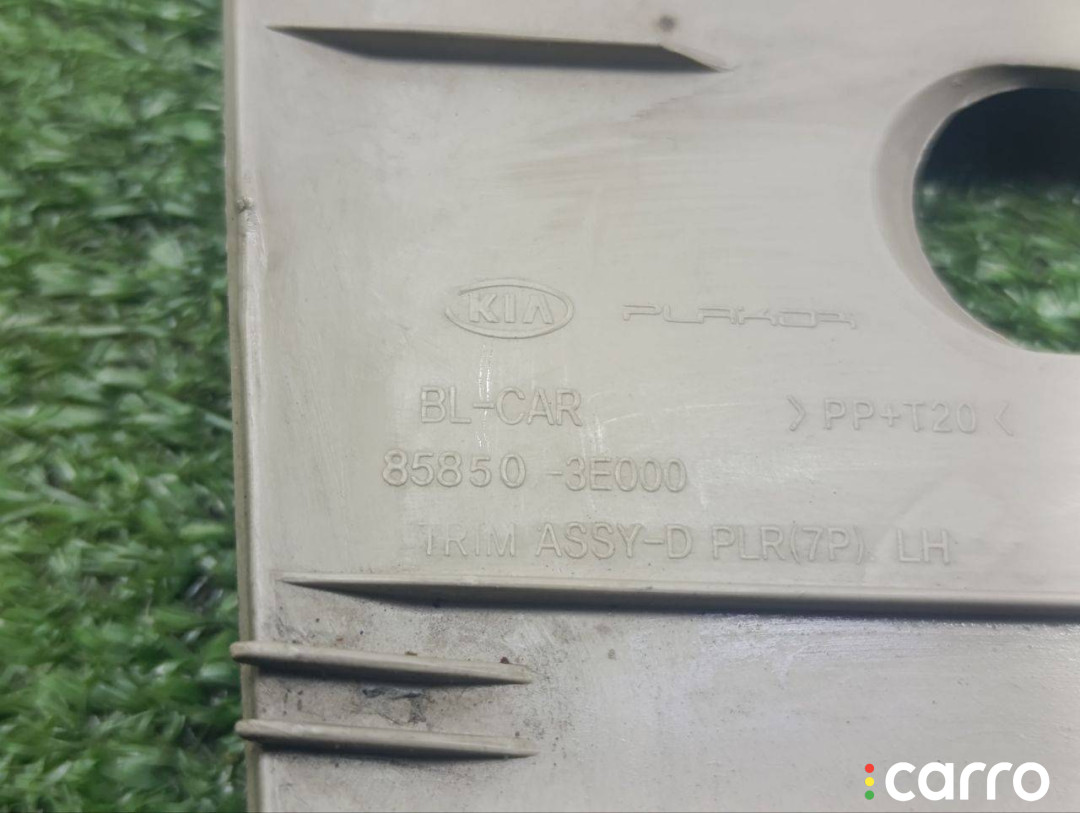 KIA PLAKOR
BL-CAR
>PP+T20<
85850-3E000
TRIM ASSY-D PLR(7P) LH
carro